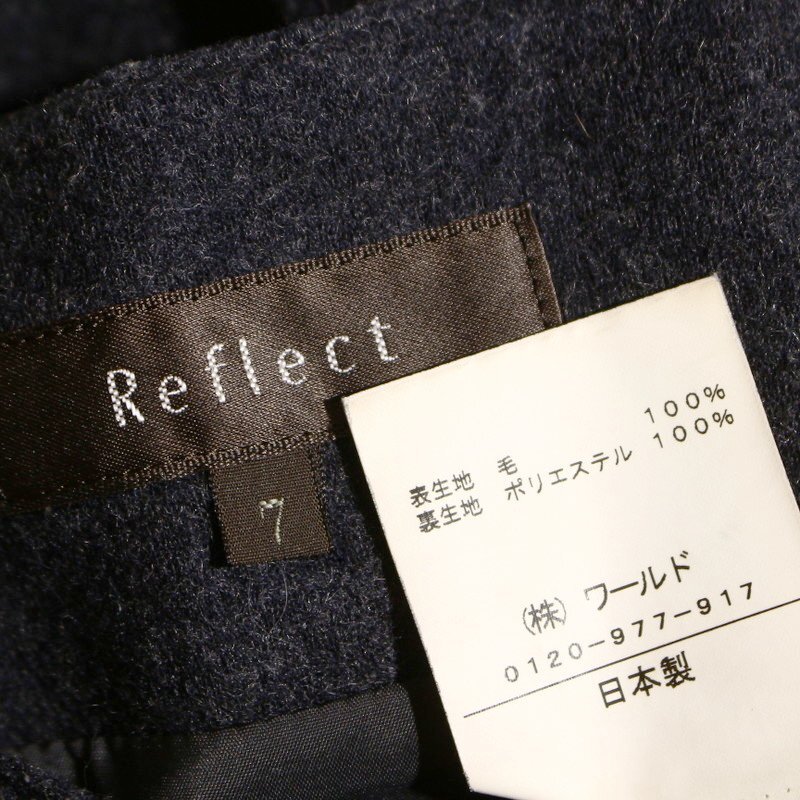 Reflect
7
表生地 毛 100%
裏生地 ポリエステル 100%
(株) ワールド
0120-977-917
日本製